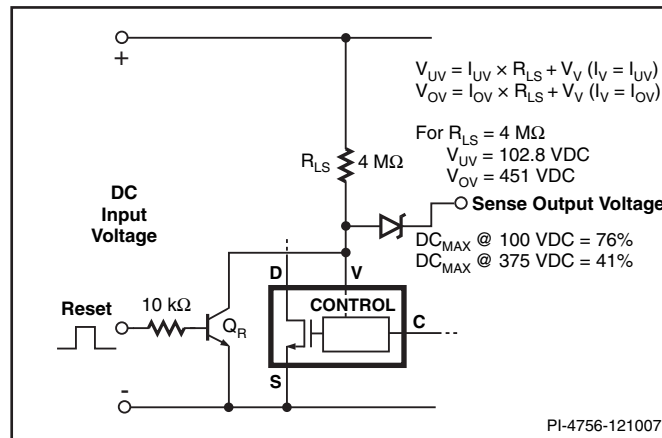 +
V_UV = I_UV × R_LS + V_V (I_V = I_UV)
V_OV = I_OV × R_LS + V_V (I_V = I_OV)
For R_LS = 4 MΩ
V_UV = 102.8 VDC
V_OV = 451 VDC
R_LS 4 MΩ
DC
Input
Voltage
Sense Output Voltage
DC_MAX @ 100 VDC = 76%
DC_MAX @ 375 VDC = 41%
D V
CONTROL
C
Reset
10 kΩ
Q_R
S
-
PI-4756-121007